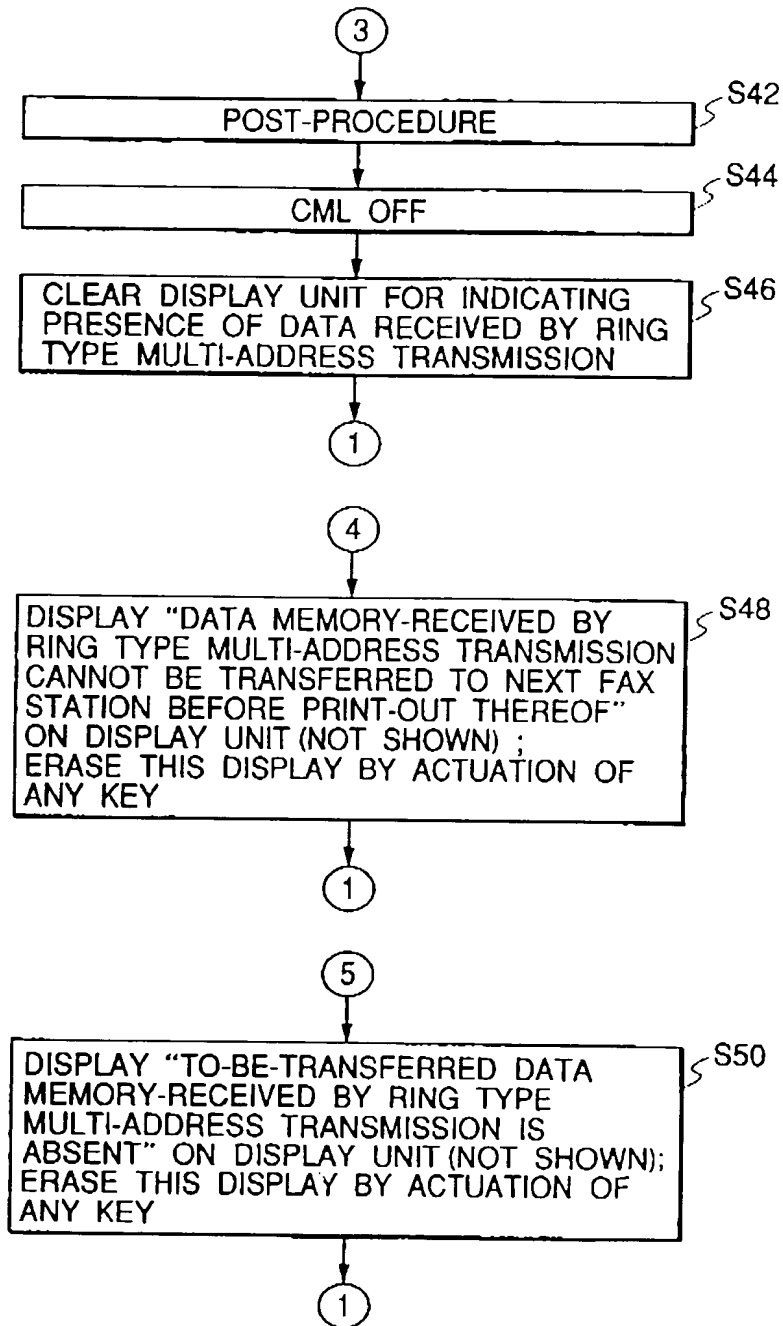 3
POST-PROCEDURE
S42
CML OFF
S44
CLEAR DISPLAY UNIT FOR INDICATING
PRESENCE OF DATA RECEIVED BY RING
TYPE MULTI-ADDRESS TRANSMISSION
S46
1
4
DISPLAY “DATA MEMORY-RECEIVED BY
RING TYPE MULTI-ADDRESS TRANSMISSION
CANNOT BE TRANSFERRED TO NEXT FAX
STATION BEFORE PRINT-OUT THEREOF”
ON DISPLAY UNIT (NOT SHOWN) ;
ERASE THIS DISPLAY BY ACTUATION OF
ANY KEY
S48
1
5
DISPLAY “TO-BE-TRANSFERRED DATA
MEMORY-RECEIVED BY RING TYPE
MULTI-ADDRESS TRANSMISSION IS
ABSENT” ON DISPLAY UNIT (NOT SHOWN);
ERASE THIS DISPLAY BY ACTUATION OF
ANY KEY
S50
1